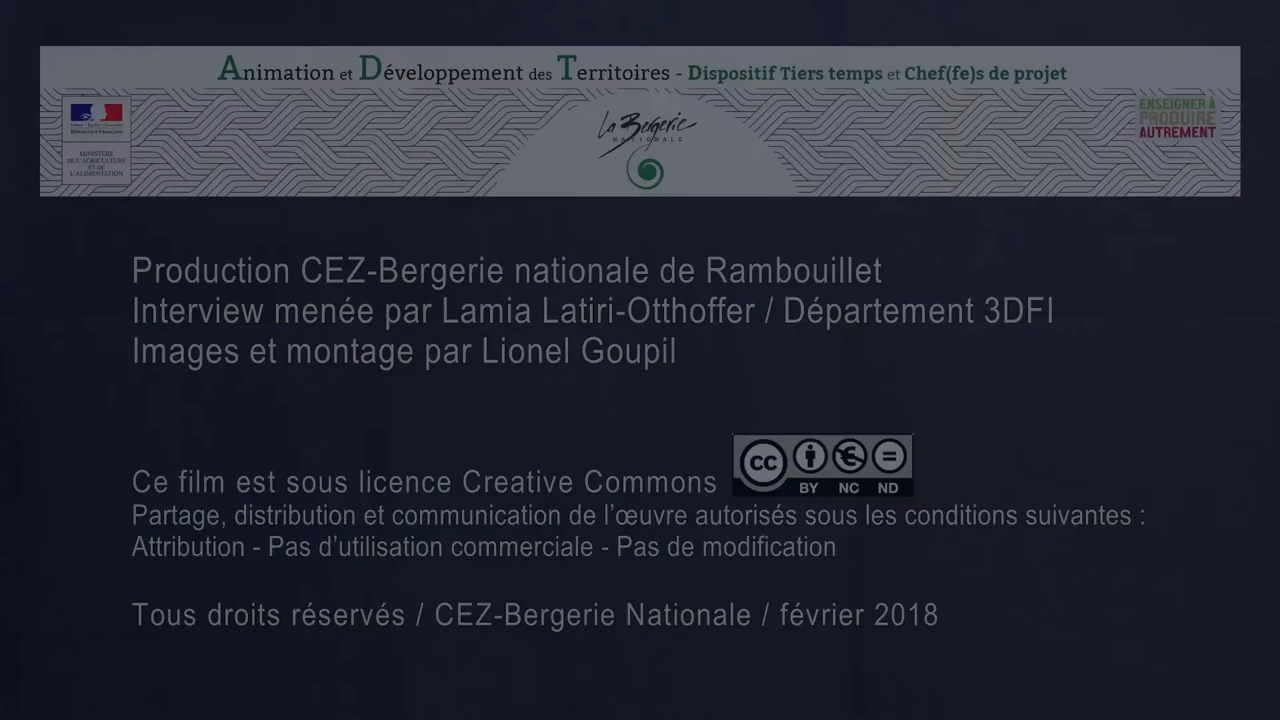 Animation et Développement des Territoires - Dispositif Tiers temps et Chef(fe)s de projet
RÉPUBLIQUE FRANÇAISE
MINISTÈRE
DE L'AGRICULTURE
ET DE
L'ALIMENTATION
La Bergerie
NATIONALE
ENSEIGNER À
PRODUIRE
AUTREMENT
Production CEZ-Bergerie nationale de Rambouillet
Interview menée par Lamia Latiri-Otthoffer / Département 3DFI
Images et montage par Lionel Goupil
Ce film est sous licence Creative Commons
cc
BY NC ND
Partage, distribution et communication de l’œuvre autorisés sous les conditions suivantes :
Attribution - Pas d’utilisation commerciale - Pas de modification
Tous droits réservés / CEZ-Bergerie Nationale / février 2018